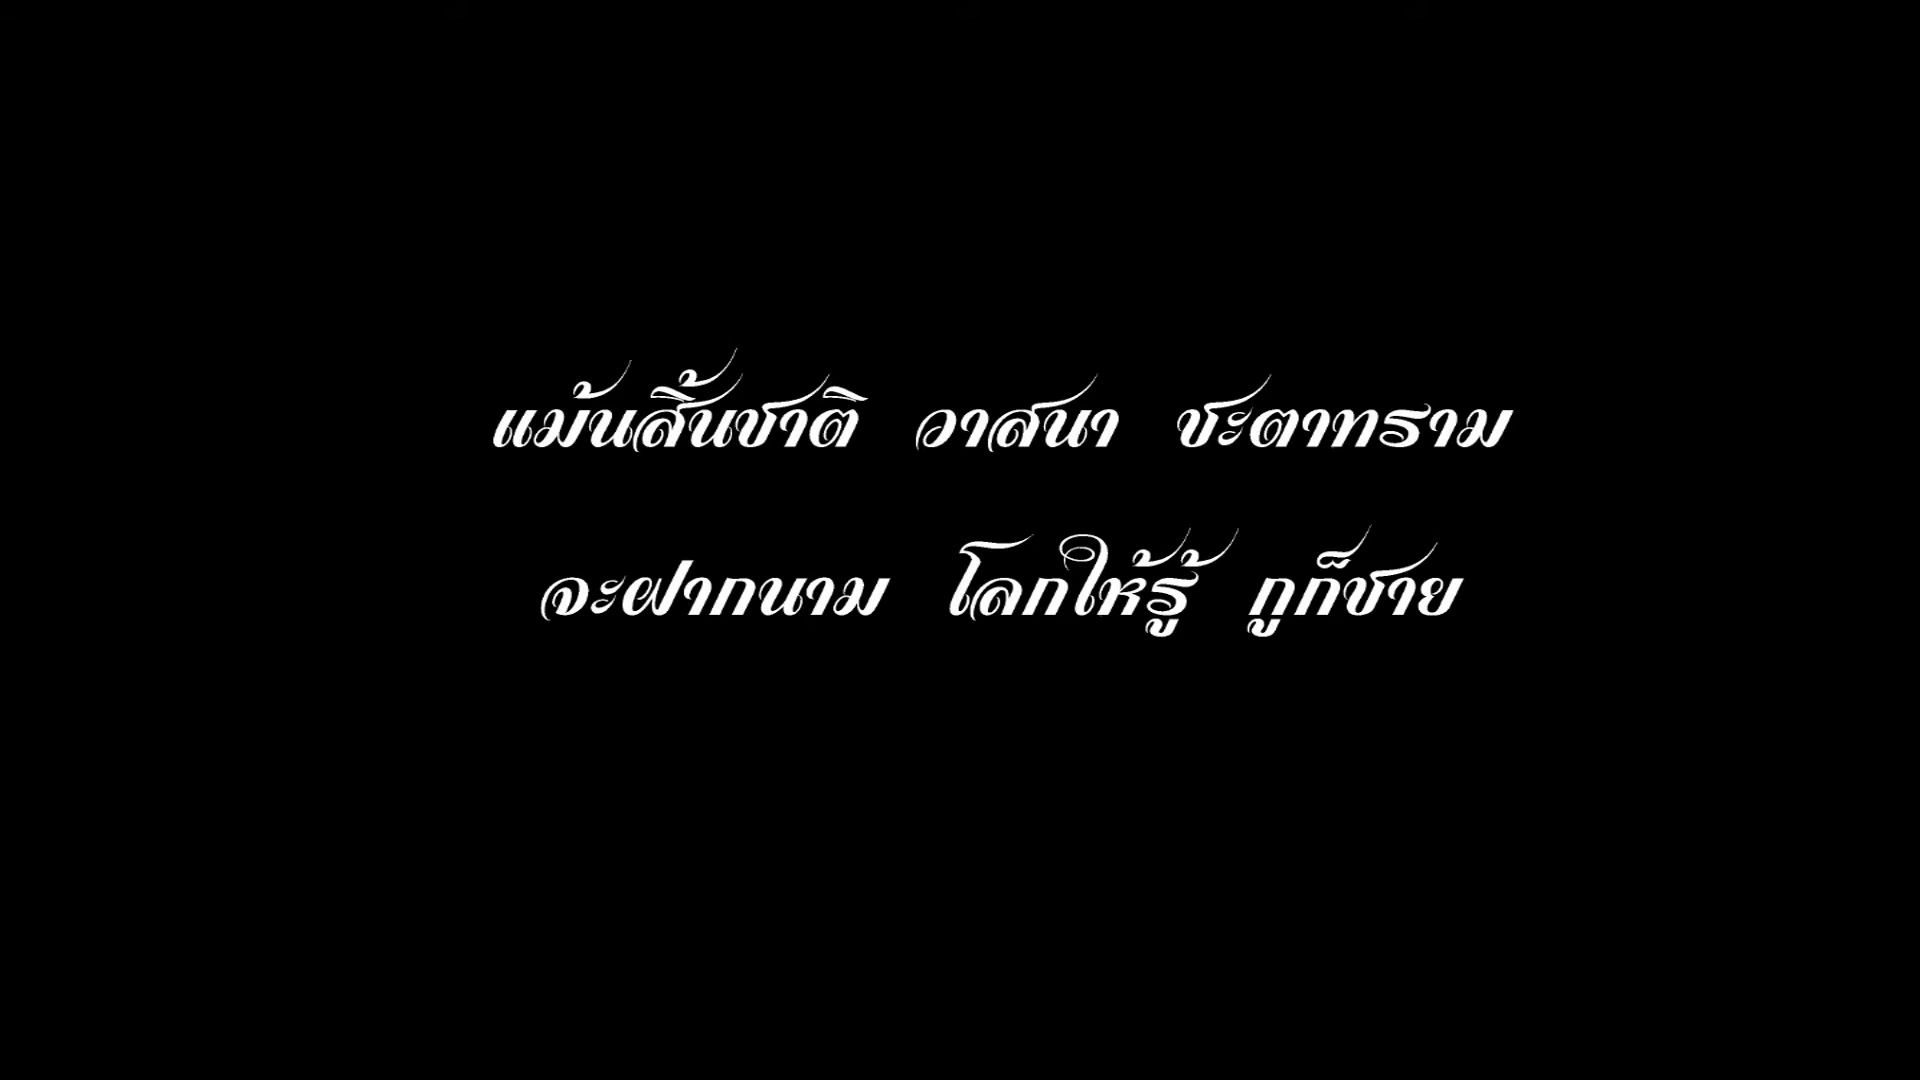 แม้นสิ้นชาติ วาสนา ชะตาทราม
จะฝากนาม โลกให้รู้ กูก็ชาย